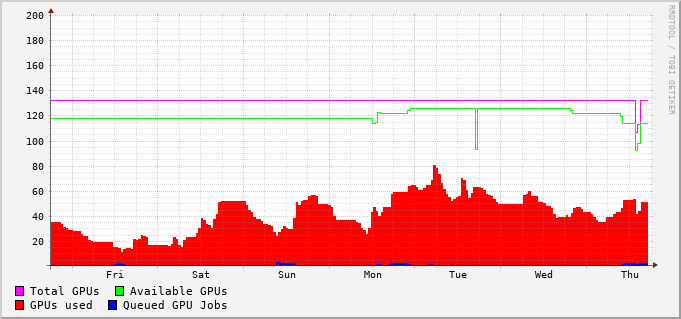 200
180
160
140
120
100
80
60
40
20
Fri Sat Sun Mon Tue Wed Thu
Total GPUs Available GPUs
GPUs used Queued GPU Jobs
RRDTOOL / TOBI OETIKER